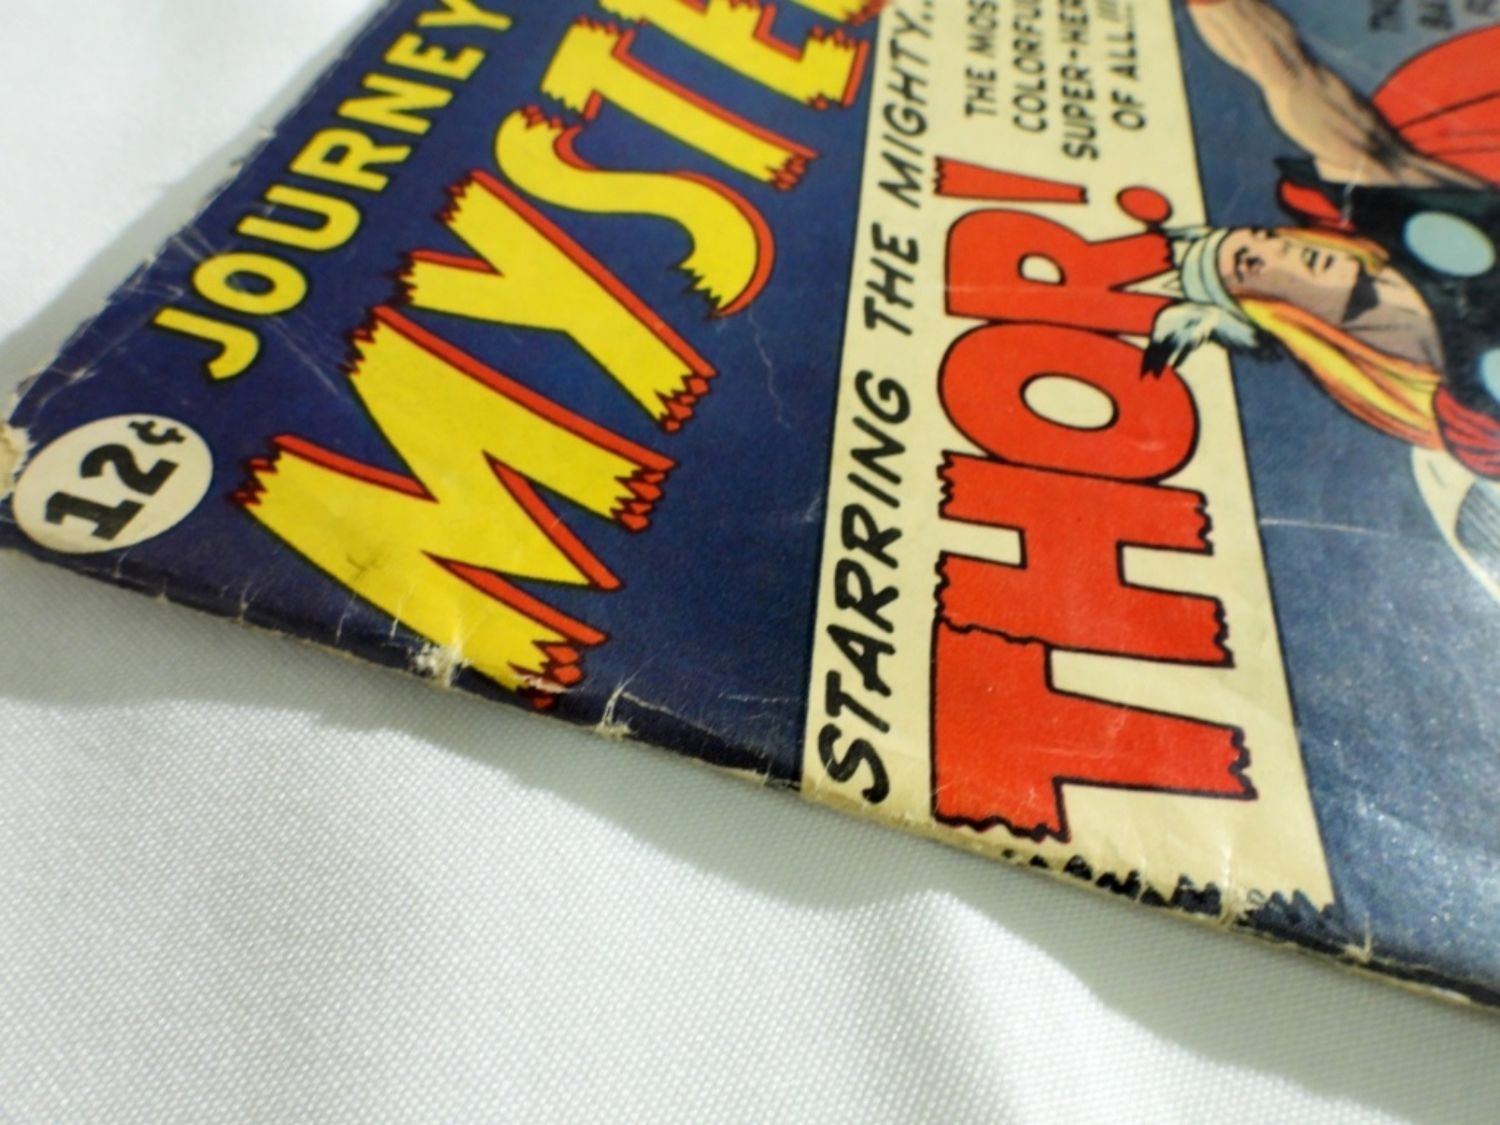 JOURNEY
MYSTE
12¢
STARRING THE MIGHTY...
THOR!
THE MOS
COLORFU
SUPER-HER
OF ALL...!!!